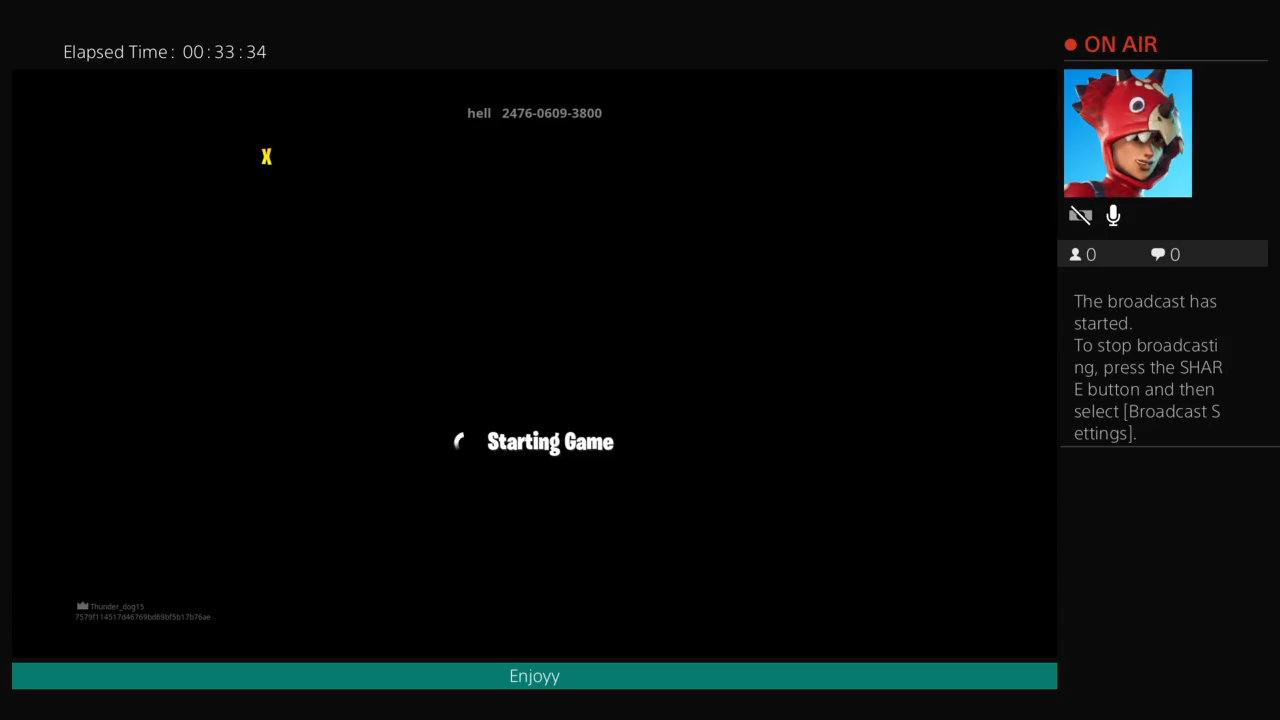 Elapsed Time: 00:33:34
ON AIR
hell 2476-0609-3800
X
0
0
The broadcast has
started.
To stop broadcasti
ng, press the SHAR
E button and then
select [Broadcast S
ettings].
Starting Game
Thunder_dog15
7579f114517d46769bd69bf5b17b76ae
Enjoyy